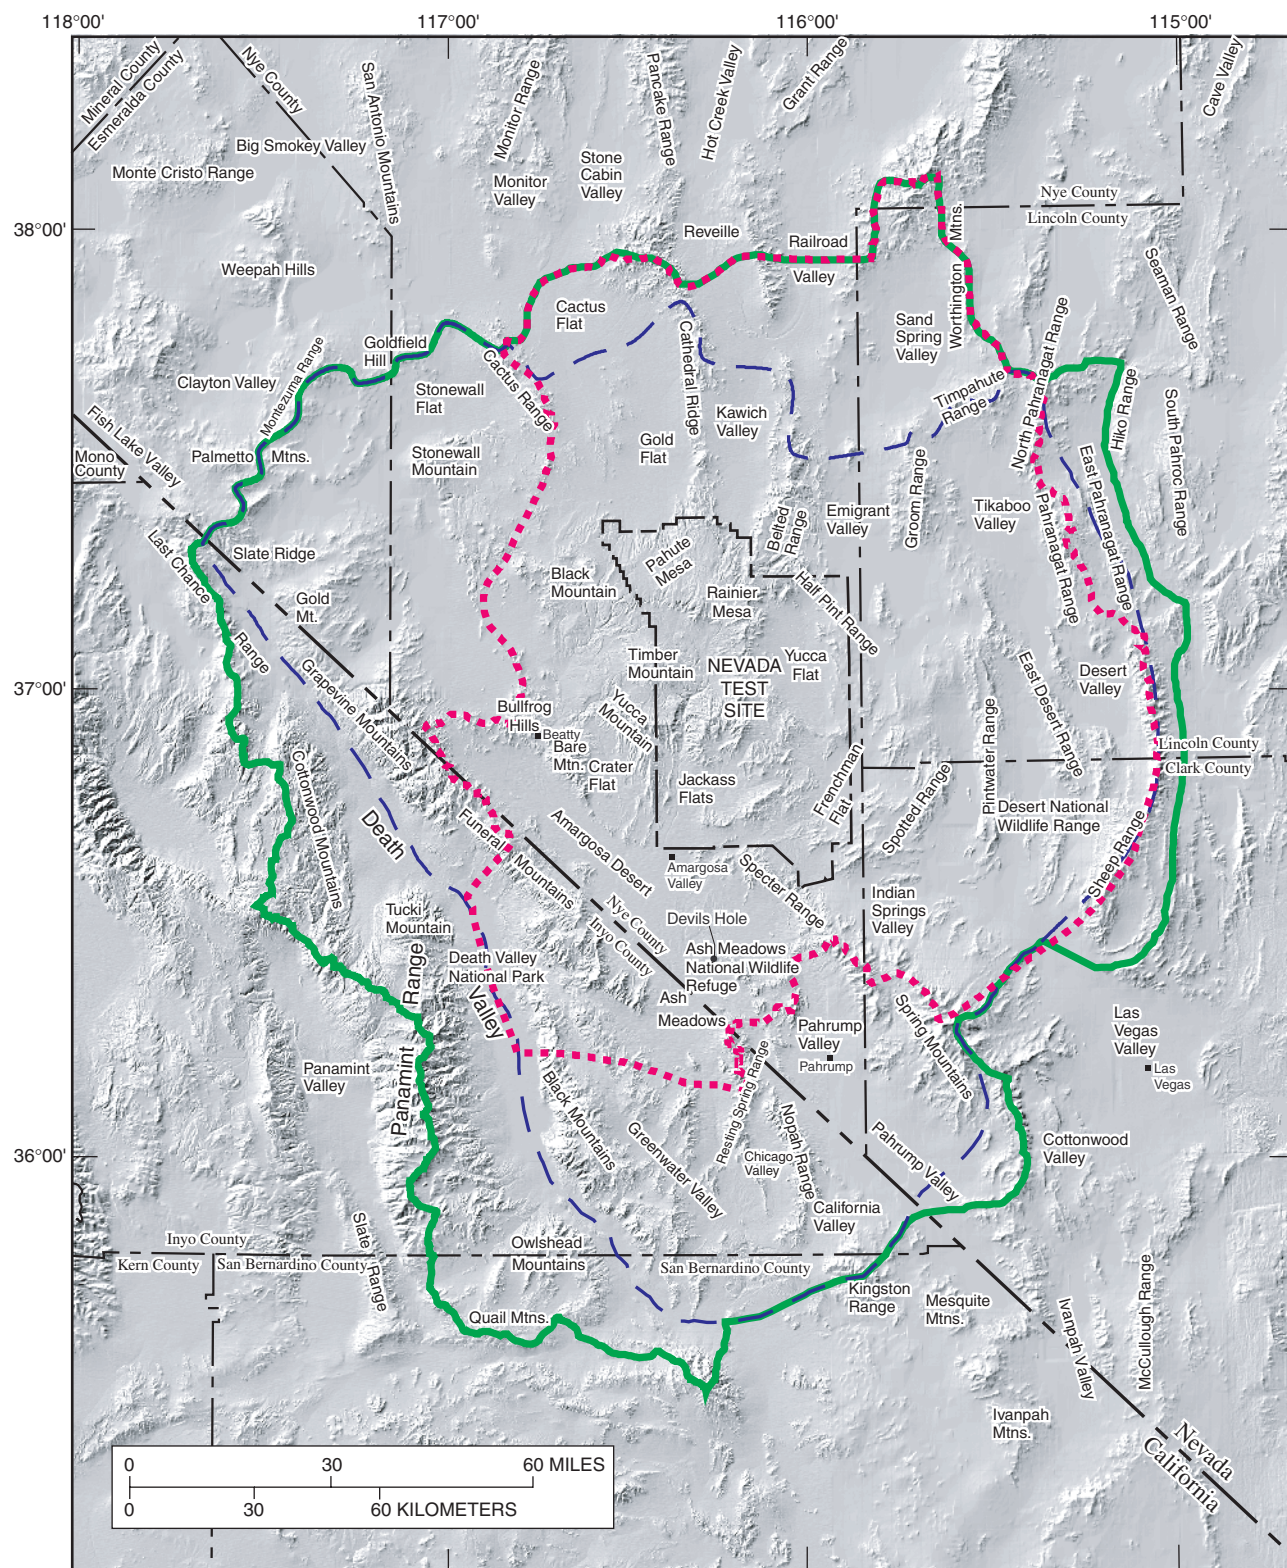 118°00'
117°00'
116°00'
115°00'
Mineral County
Esmeralda County
Nye County
San Antonio Mountains
Monitor Range
Pancake Range
Hot Creek Valley
Grant Range
Cave Valley
Big Smokey Valley
Monte Cristo Range
Monitor
Valley
Stone
Cabin
Valley
Nye County
Lincoln County
38°00'
Reveille
Railroad
Valley
Worthington Mtns.
Seaman Range
Weepah Hills
Cactus
Flat
Sand
Spring
Valley
Goldfield
Hill
Cactus Range
Cathedral Ridge
Clayton Valley
Montezuma Range
Stonewall
Flat
Kawich
Valley
Timpahute
Range
North Pahranagat Range
Hiko Range
South Pahroc Range
Fish Lake Valley
Mono
County
Palmetto Mtns.
Stonewall
Mountain
Gold
Flat
East Pahranagat Range
Groom Range
Tikaboo
Valley
Pahranagat Range
Emigrant
Valley
Belted
Range
Last Chance Range
Slate Ridge
Pahute
Mesa
Black
Mountain
Rainier
Mesa
Half Pint Range
Gold
Mt.
Timber
Mountain
NEVADA
TEST
SITE
Yucca
Flat
East Desert Range
Desert
Valley
37°00'
Grapevine Mountains
Bullfrog
Hills
Beatty
Bare
Mtn.
Yucca
Mountain
Crater
Flat
Jackass
Flats
Frenchman
Flat
Spotted Range
Pintwater Range
Lincoln County
Clark County
Desert National
Wildlife Range
Sheep Range
Cottonwood Mountains
Death
Valley
Funeral Mountains
Amargosa Desert
Amargosa
Valley
Specter Range
Indian
Springs
Valley
Tucki
Mountain
Nye County
Inyo County
Devils Hole
Ash Meadows
National Wildlife
Refuge
Death Valley
National Park
Panamint Range
Ash
Meadows
Pahrump
Valley
Pahrump
Spring Mountains
Las
Vegas
Valley
Las
Vegas
Panamint
Valley
Panamint
Black Mountains
Greenwater Valley
Resting Spring Range
Chicago
Valley
Nopah Range
Pahrump Valley
Cottonwood
Valley
36°00'
California
Valley
Inyo County
Kern County
San Bernardino County
Slate Range
Owlshead
Mountains
San Bernardino County
Kingston
Range
Mesquite
Mtns.
Ivanpah Valley
McCullough Range
Quail Mtns.
Ivanpah
Mtns.
Nevada
California
0 30 60 MILES
0 30 60 KILOMETERS